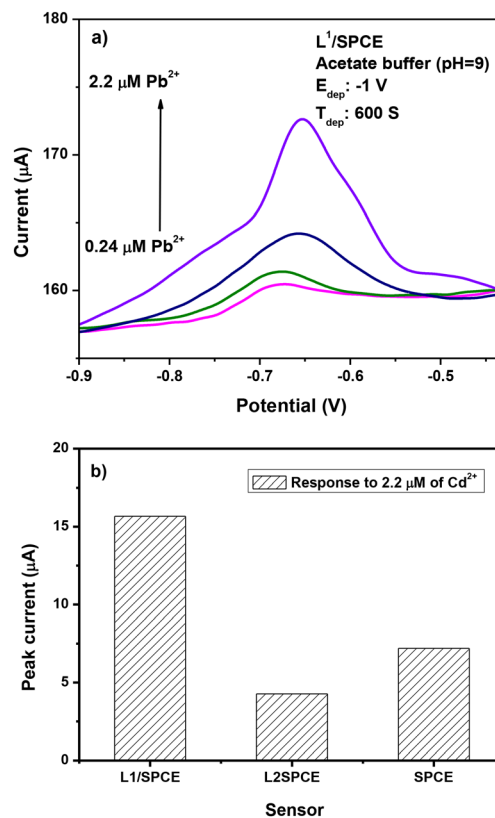 a)
L¹/SPCE
Acetate buffer (pH=9)
E_dep: -1 V
T_dep: 600 S
2.2 µM Pb²⁺
0.24 µM Pb²⁺
180
170
160
Current (µA)
-0.9 -0.8 -0.7 -0.6 -0.5
Potential (V)
b)
Response to 2.2 µM of Cd²⁺
20
15
10
5
0
Peak current (µA)
L1/SPCE L2SPCE SPCE
Sensor